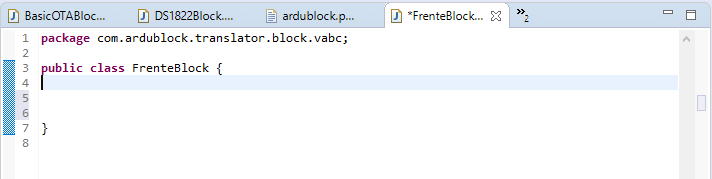 BasicOTABloc... DS1822Block.... ardublock.p... *FrenteBlock... »2
1 package com.ardublock.translator.block.vabc;
2
3 public class FrenteBlock {
4
5
6
7 }
8